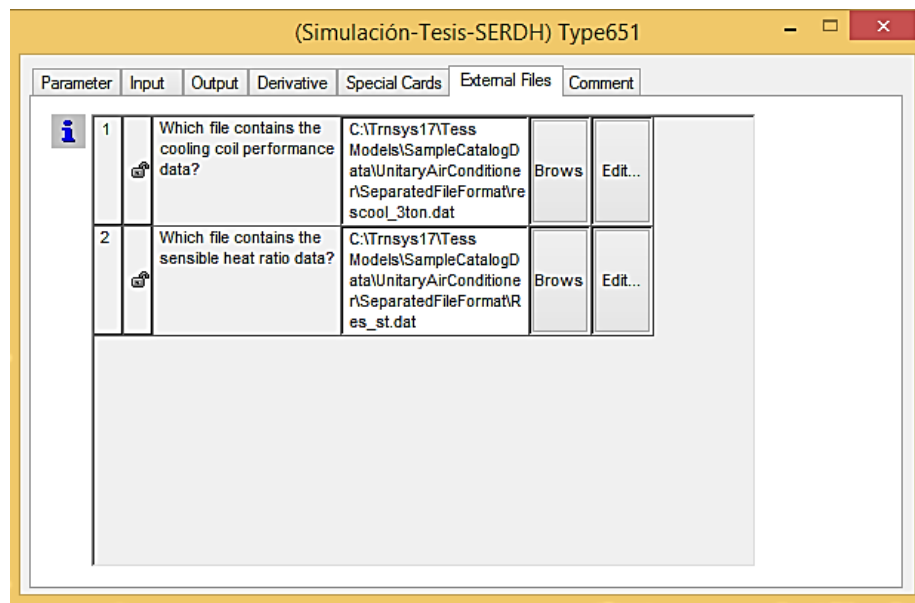 (Simulación-Tesis-SERDH) Type651
Parameter Input Output Derivative Special Cards External Files Comment
1
Which file contains the
cooling coil performance
data?
C:\Trnsys17\Tess
Models\SampleCatalogD
ata\UnitaryAirConditione
r\SeparatedFileFormat\re
scool_3ton.dat
Brows
Edit...
2
Which file contains the
sensible heat ratio data?
C:\Trnsys17\Tess
Models\SampleCatalogD
ata\UnitaryAirConditione
r\SeparatedFileFormat\R
es_st.dat
Brows
Edit...